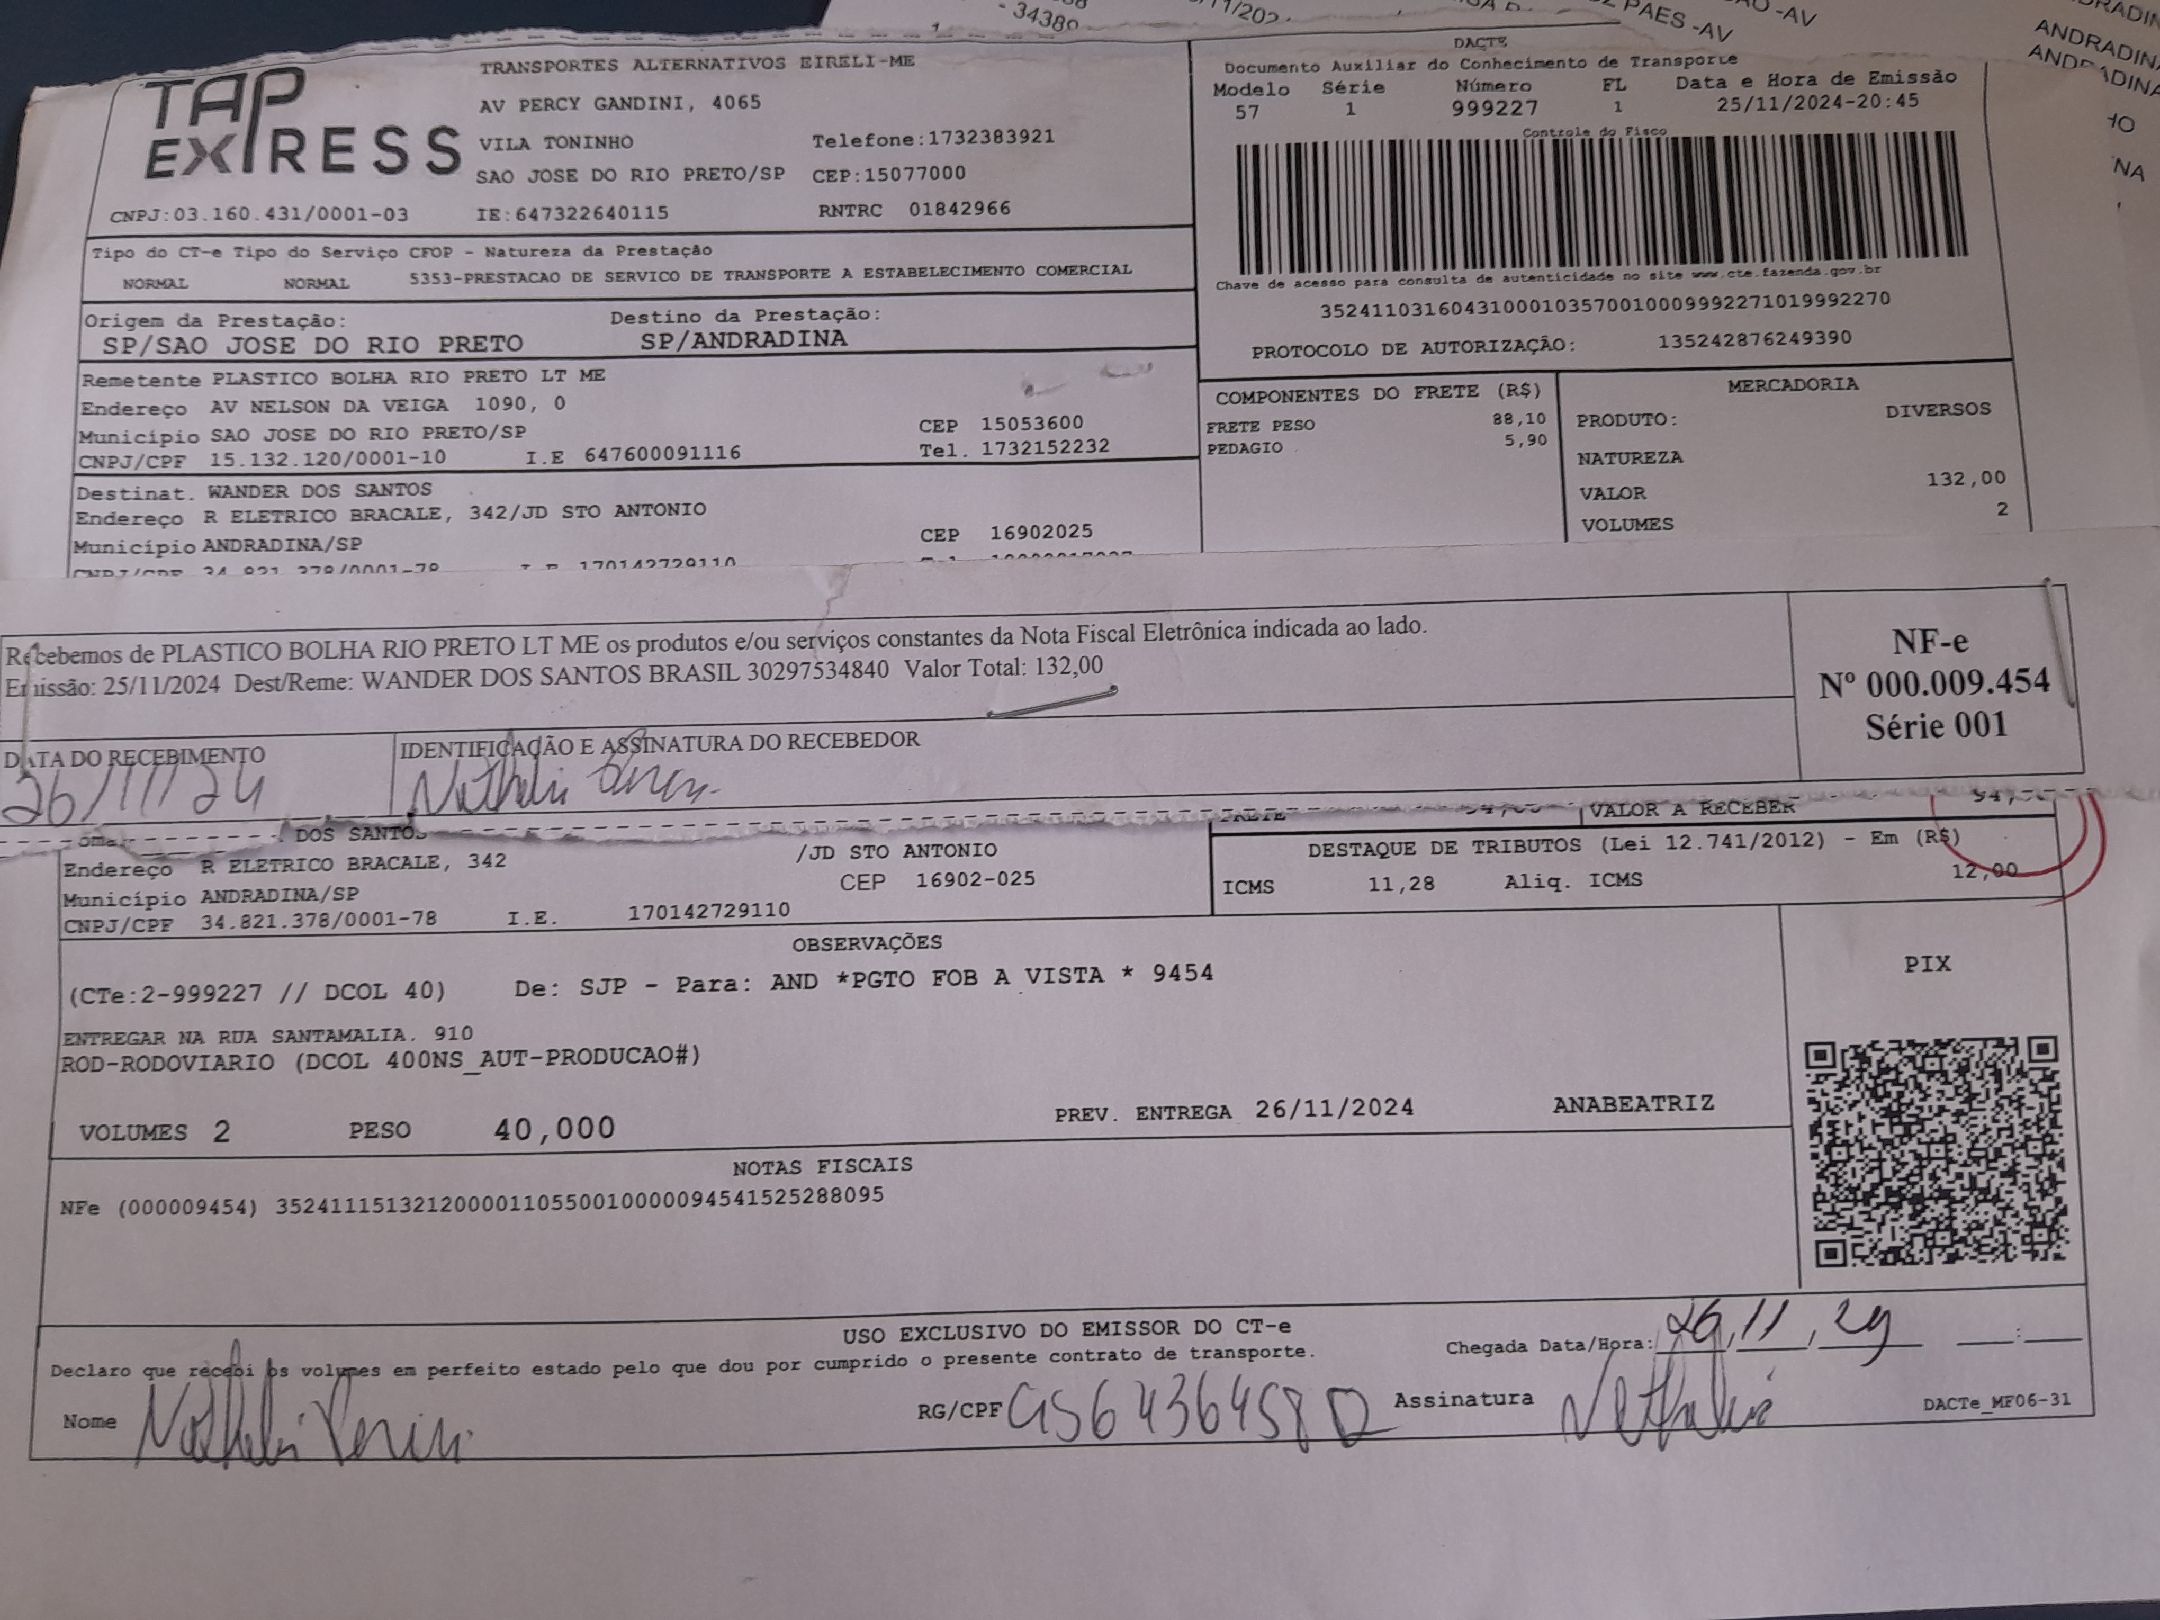 TAP EXPRESS
TRANSPORTES ALTERNATIVOS EIRELI-ME
AV PERCY GANDINI, 4065
VILA TONINHO Telefone:1732383921
SAO JOSE DO RIO PRETO/SP CEP:15077000
CNPJ:03.160.431/0001-03 IE:647322640115 RNTRC 01842966
DACTE
Documento Auxiliar do Conhecimento de Transporte
Modelo Série Número FL Data e Hora de Emissão
57 1 999227 1 25/11/2024-20:45
Controle do Fisco
Chave de acesso para consulta de autenticidade no site www.cte.fazenda.gov.br
35241103160431000103570010009992271019992270
PROTOCOLO DE AUTORIZAÇÃO: 135242876249390
Tipo do CT-e Tipo do Serviço CFOP - Natureza da Prestação
NORMAL NORMAL 5353-PRESTACAO DE SERVICO DE TRANSPORTE A ESTABELECIMENTO COMERCIAL
Origem da Prestação: Destino da Prestação:
SP/SAO JOSE DO RIO PRETO SP/ANDRADINA
Remetente PLASTICO BOLHA RIO PRETO LT ME
Endereço AV NELSON DA VEIGA 1090, 0
Município SAO JOSE DO RIO PRETO/SP CEP 15053600
CNPJ/CPF 15.132.120/0001-10 I.E 647600091116 Tel. 1732152232
COMPONENTES DO FRETE (R$)
FRETE PESO 88,10
PEDAGIO 5,90
MERCADORIA
PRODUTO: DIVERSOS
NATUREZA
VALOR 132,00
VOLUMES 2
Destinat. WANDER DOS SANTOS
Endereço R ELETRICO BRACALE, 342/JD STO ANTONIO
Município ANDRADINA/SP CEP 16902025
CNPJ/CPF 34.821.378/0001-78 I.E 170142729110
Recebemos de PLASTICO BOLHA RIO PRETO LT ME os produtos e/ou serviços constantes da Nota Fiscal Eletrônica indicada ao lado.
Emissão: 25/11/2024 Dest/Reme: WANDER DOS SANTOS BRASIL 30297534840 Valor Total: 132,00
NF-e
Nº 000.009.454
Série 001
DATA DO RECEBIMENTO IDENTIFICAÇÃO E ASSINATURA DO RECEBEDOR
26/11/24
DOS SANTOS
FRETE VALOR A RECEBER
Endereço R ELETRICO BRACALE, 342 /JD STO ANTONIO
Município ANDRADINA/SP CEP 16902-025
CNPJ/CPF 34.821.378/0001-78 I.E. 170142729110
DESTAQUE DE TRIBUTOS (Lei 12.741/2012) - Em (R$)
ICMS 11,28 Aliq. ICMS 12,00
OBSERVAÇÕES
(CTe:2-999227 // DCOL 40) De: SJP - Para: AND *PGTO FOB A VISTA * 9454
ENTREGAR NA RUA SANTAMALIA. 910
ROD-RODOVIARIO (DCOL 400NS_AUT-PRODUCAO#)
VOLUMES 2 PESO 40,000 PREV. ENTREGA 26/11/2024 ANABEATRIZ
PIX
NOTAS FISCAIS
NFe (000009454) 35241115132120000110550010000094541525288095
USO EXCLUSIVO DO EMISSOR DO CT-e
Declaro que recebi os volumes em perfeito estado pelo que dou por cumprido o presente contrato de transporte.
Chegada Data/Hora: 26,11,24 :
Nome RG/CPF Assinatura
DACTe_MF06-31